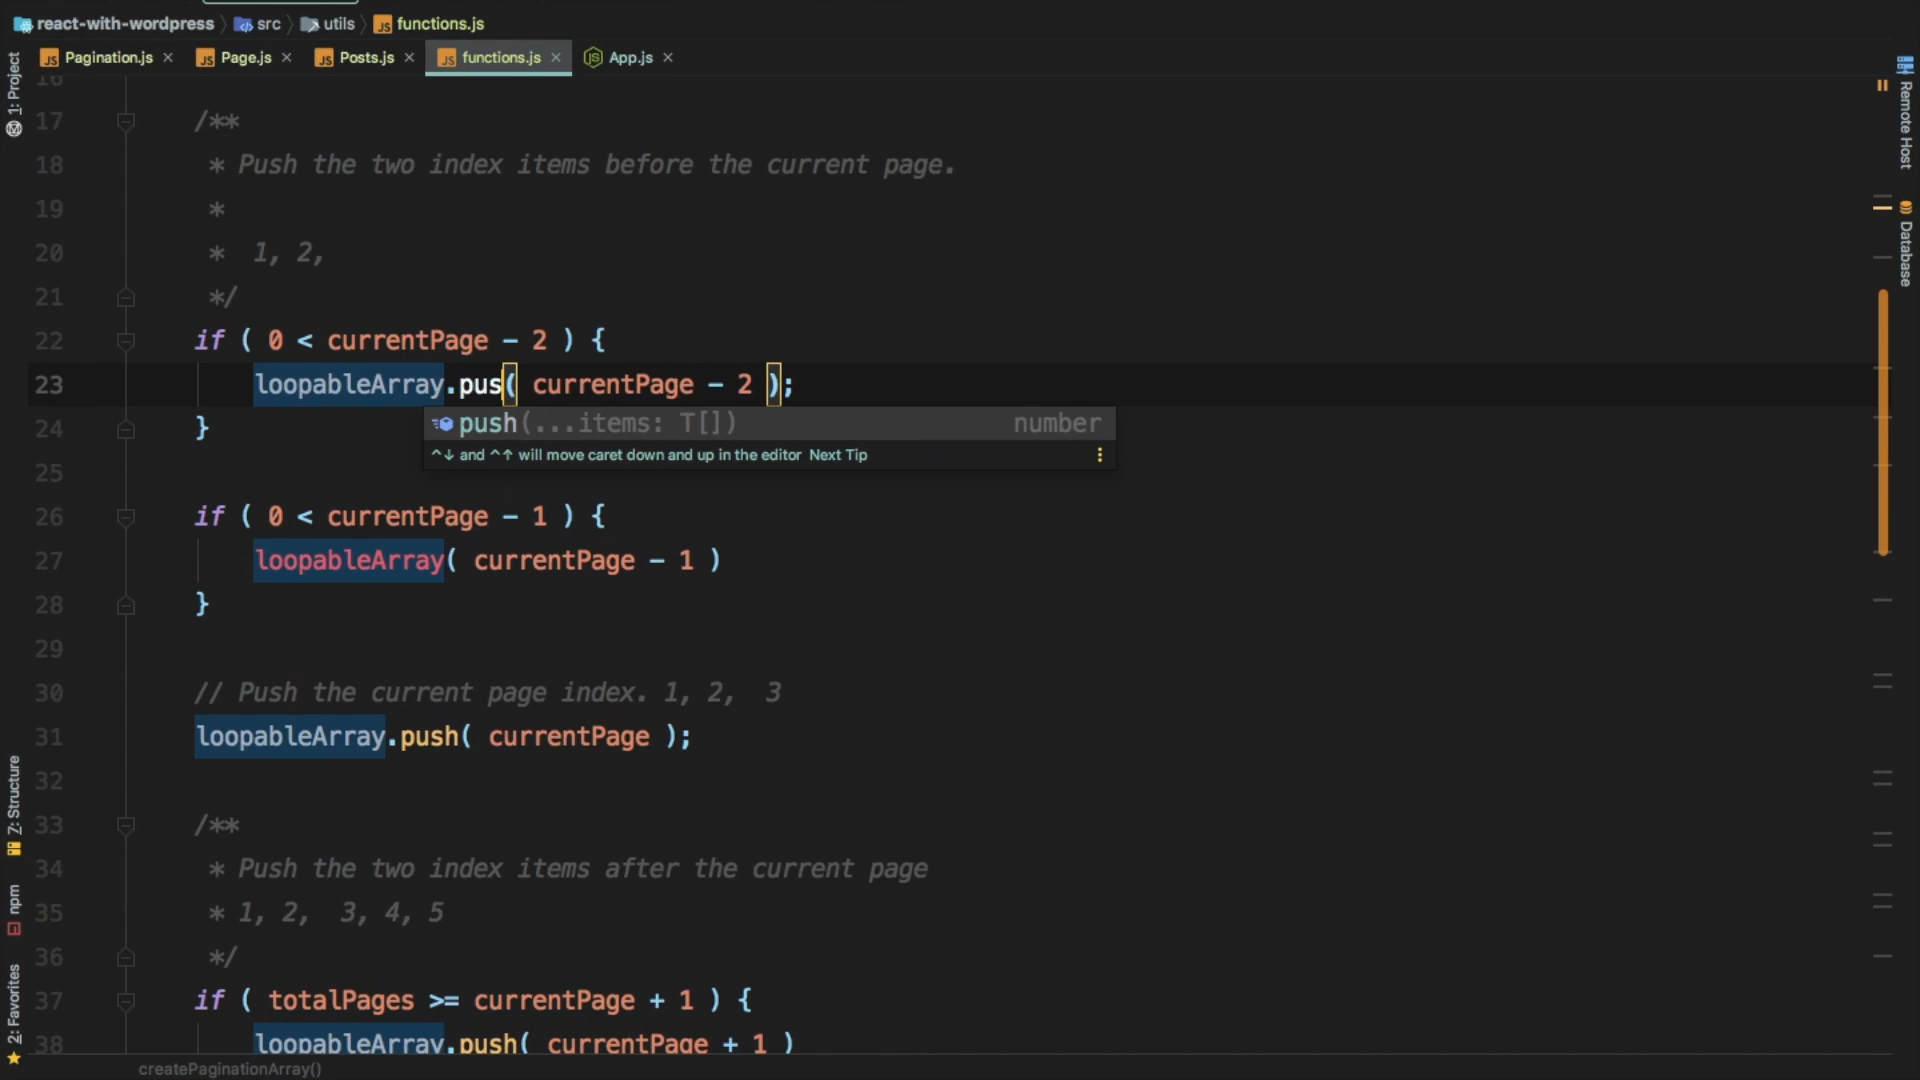 react-with-wordpress src utils functions.js
Pagination.js Page.js Posts.js functions.js App.js
1: Project
Remote Host
Database
16
17 /**
18 * Push the two index items before the current page.
19 *
20 * 1, 2,
21 */
22 if ( 0 < currentPage - 2 ) {
23 loopableArray.pus( currentPage - 2 );
push(...items: T[]) number
24 }
^↓ and ^↑ will move caret down and up in the editor Next Tip
25
26 if ( 0 < currentPage - 1 ) {
27 loopableArray( currentPage - 1 )
28 }
29
30 // Push the current page index. 1, 2,  3
31 loopableArray.push( currentPage );
32
33 /**
34 * Push the two index items after the current page
35 * 1, 2,  3, 4, 5
36 */
37 if ( totalPages >= currentPage + 1 ) {
38 loopableArray.push( currentPage + 1 )
Z: Structure
npm
2: Favorites
createPaginationArray()